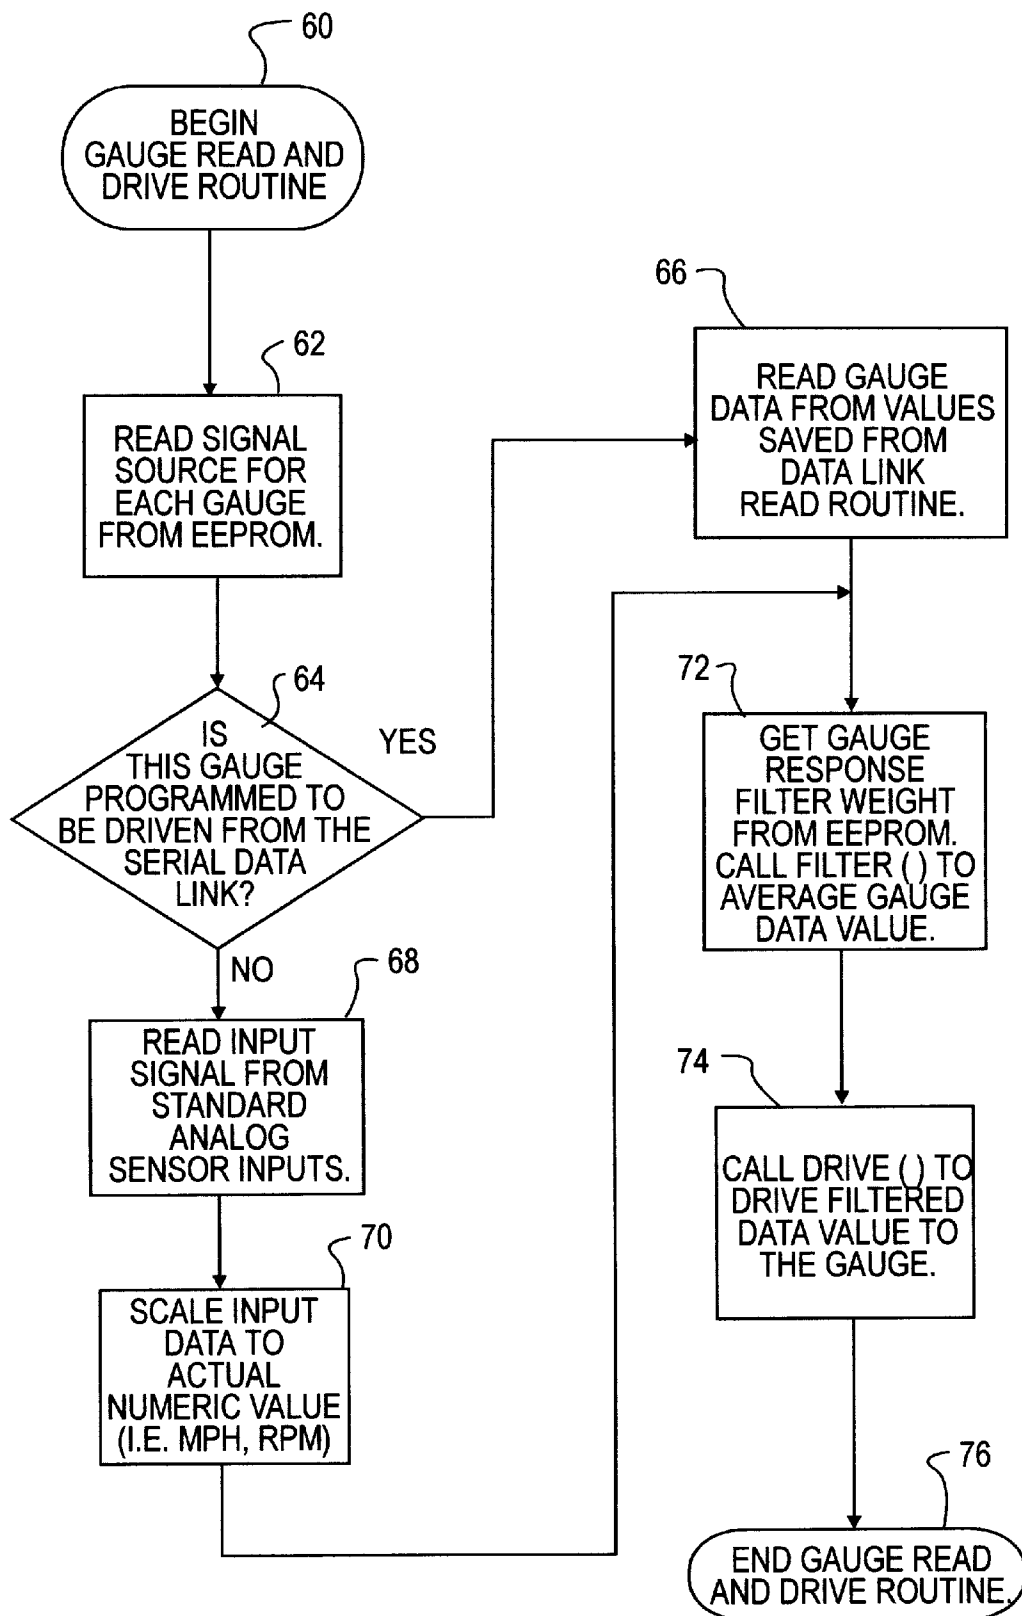 60
BEGIN
GAUGE READ AND
DRIVE ROUTINE
62
READ SIGNAL
SOURCE FOR
EACH GAUGE
FROM EEPROM.
64
IS
THIS GAUGE
PROGRAMMED TO
BE DRIVEN FROM THE
SERIAL DATA
LINK?
YES
NO
68
READ INPUT
SIGNAL FROM
STANDARD
ANALOG
SENSOR INPUTS.
70
SCALE INPUT
DATA TO
ACTUAL
NUMERIC VALUE
(I.E. MPH, RPM)
66
READ GAUGE
DATA FROM VALUES
SAVED FROM
DATA LINK
READ ROUTINE.
72
GET GAUGE
RESPONSE
FILTER WEIGHT
FROM EEPROM.
CALL FILTER ( ) TO
AVERAGE GAUGE
DATA VALUE.
74
CALL DRIVE ( ) TO
DRIVE FILTERED
DATA VALUE TO
THE GAUGE.
76
END GAUGE READ
AND DRIVE ROUTINE.